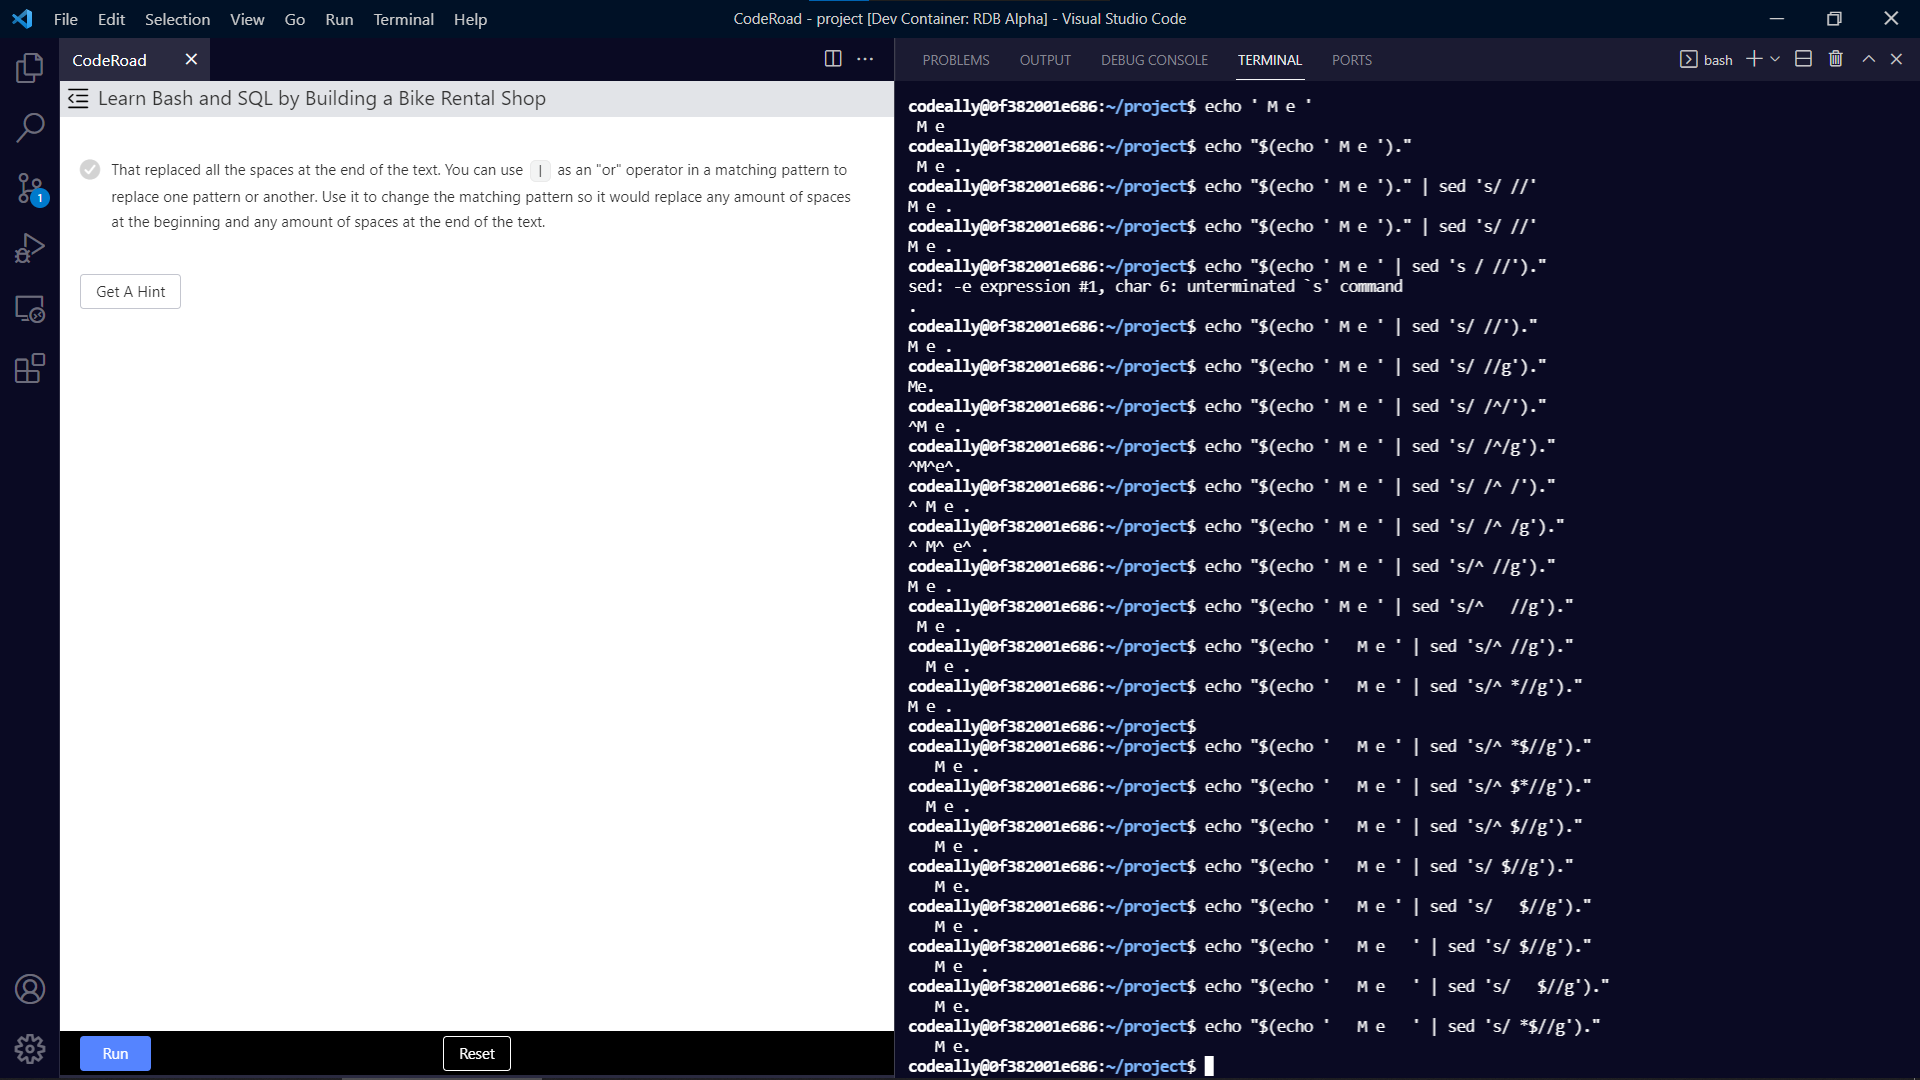 File Edit Selection View Go Run Terminal Help
CodeRoad - project [Dev Container: RDB Alpha] - Visual Studio Code
CodeRoad
Learn Bash and SQL by Building a Bike Rental Shop
That replaced all the spaces at the end of the text. You can use | as an "or" operator in a matching pattern to
replace one pattern or another. Use it to change the matching pattern so it would replace any amount of spaces
at the beginning and any amount of spaces at the end of the text.
Get A Hint
1
Run
Reset
PROBLEMS OUTPUT DEBUG CONSOLE TERMINAL PORTS
bash
codeally@0f382001e686:~/project$ echo ' M e '
 M e
codeally@0f382001e686:~/project$ echo "$(echo ' M e ')."
 M e .
codeally@0f382001e686:~/project$ echo "$(echo ' M e ')." | sed 's/ //'
M e .
codeally@0f382001e686:~/project$ echo "$(echo ' M e ')." | sed 's/ //'
M e .
codeally@0f382001e686:~/project$ echo "$(echo ' M e ' | sed 's / //')."
sed: -e expression #1, char 6: unterminated `s' command
.
codeally@0f382001e686:~/project$ echo "$(echo ' M e ' | sed 's/ //')."
M e .
codeally@0f382001e686:~/project$ echo "$(echo ' M e ' | sed 's/ //g')."
Me.
codeally@0f382001e686:~/project$ echo "$(echo ' M e ' | sed 's/ /^/')."
^M e .
codeally@0f382001e686:~/project$ echo "$(echo ' M e ' | sed 's/ /^/g')."
^M^e^.
codeally@0f382001e686:~/project$ echo "$(echo ' M e ' | sed 's/ /^ /')."
^ M e .
codeally@0f382001e686:~/project$ echo "$(echo ' M e ' | sed 's/ /^ /g')."
^ M^ e^ .
codeally@0f382001e686:~/project$ echo "$(echo ' M e ' | sed 's/^ //g')."
M e .
codeally@0f382001e686:~/project$ echo "$(echo ' M e ' | sed 's/^   //g')."
 M e .
codeally@0f382001e686:~/project$ echo "$(echo '   M e ' | sed 's/^ //g')."
  M e .
codeally@0f382001e686:~/project$ echo "$(echo '   M e ' | sed 's/^ *//g')."
M e .
codeally@0f382001e686:~/project$
codeally@0f382001e686:~/project$ echo "$(echo '   M e ' | sed 's/^ *$//g')."
   M e .
codeally@0f382001e686:~/project$ echo "$(echo '   M e ' | sed 's/^ $*//g')."
  M e .
codeally@0f382001e686:~/project$ echo "$(echo '   M e ' | sed 's/^ $//g')."
   M e .
codeally@0f382001e686:~/project$ echo "$(echo '   M e ' | sed 's/ $//g')."
   M e.
codeally@0f382001e686:~/project$ echo "$(echo '   M e ' | sed 's/   $//g')."
   M e .
codeally@0f382001e686:~/project$ echo "$(echo '   M e   ' | sed 's/ $//g')."
   M e  .
codeally@0f382001e686:~/project$ echo "$(echo '   M e   ' | sed 's/   $//g')."
   M e.
codeally@0f382001e686:~/project$ echo "$(echo '   M e   ' | sed 's/ *$//g')."
   M e.
codeally@0f382001e686:~/project$